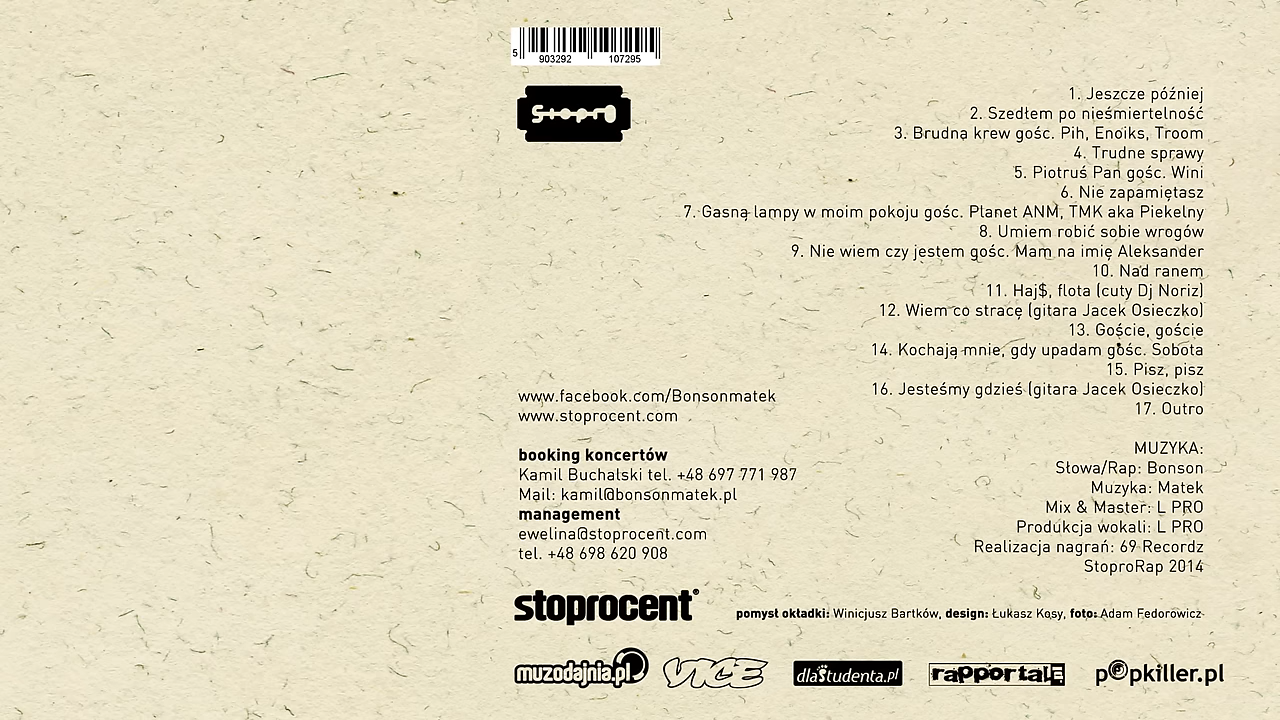 5 903292 107295
stopro
1. Jeszcze później
2. Szedłem po nieśmiertelność
3. Brudna krew gośc. Pih, Enoiks, Troom
4. Trudne sprawy
5. Piotruś Pan gośc. Wini
6. Nie zapamiętasz
7. Gasną lampy w moim pokoju gośc. Planet ANM, TMK aka Piekelny
8. Umiem robić sobie wrogów
9. Nie wiem czy jestem gośc. Mam na imię Aleksander
10. Nad ranem
11. Haj$, flota (cuty Dj Noriz)
12. Wiem co stracę (gitara Jacek Osieczko)
13. Goście, goście
14. Kochają mnie, gdy upadam gośc. Sobota
15. Pisz, pisz
16. Jesteśmy gdzieś (gitara Jacek Osieczko)
17. Outro
www.facebook.com/Bonsonmatek
www.stoprocent.com
booking koncertów
Kamil Buchalski tel. +48 697 771 987
Mail: kamil@bonsonmatek.pl
management
ewelina@stoprocent.com
tel. +48 698 620 908
MUZYKA:
Słowa/Rap: Bonson
Muzyka: Matek
Mix & Master: L PRO
Produkcja wokali: L PRO
Realizacja nagrań: 69 Recordz
StoproRap 2014
stoprocent®
pomysł okładki: Winicjusz Bartków, design: Łukasz Kosy, foto: Adam Fedorowicz
muzodajnia.pl VICE dlaStudenta.pl rapportale popkiller.pl